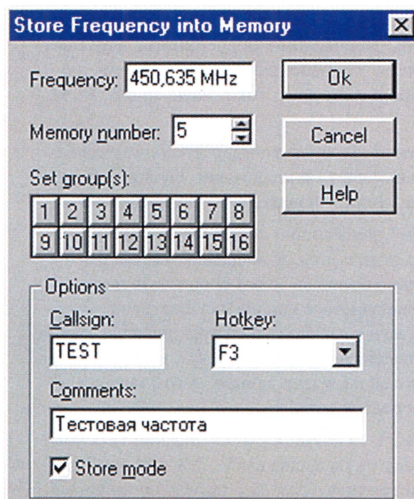 Store Frequency into Memory
Frequency: 450,635 MHz
Ok
Memory number: 5
Cancel
Set group(s):
Help
1 2 3 4 5 6 7 8
9 10 11 12 13 14 15 16
Options
Callsign: Hotkey:
TEST F3
Comments:
Тестовая частота
Store mode